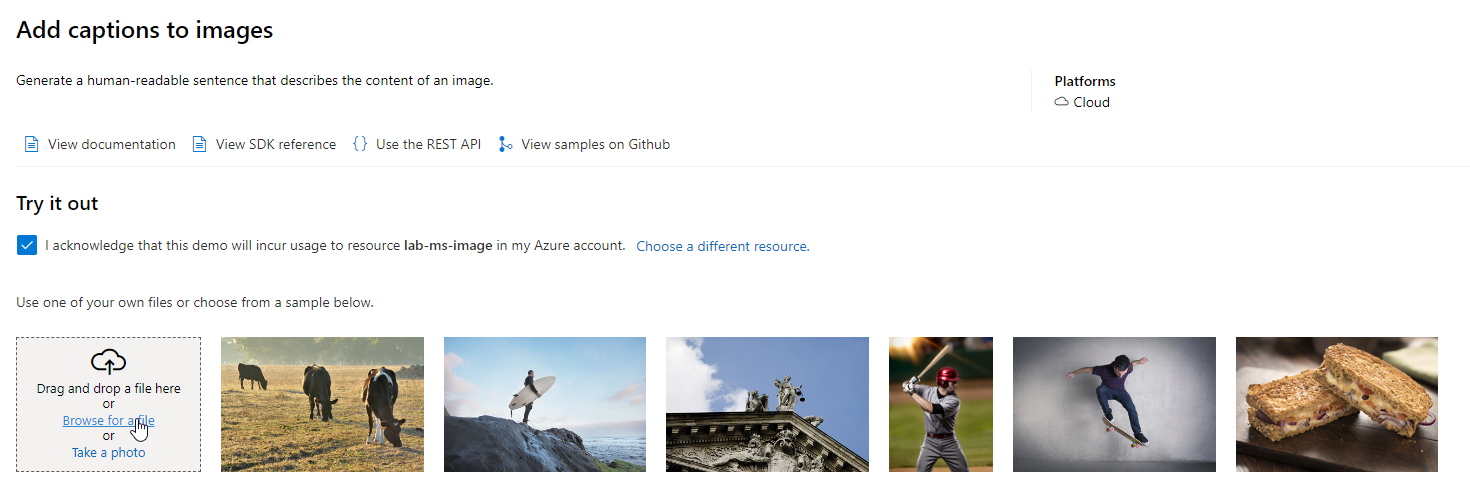 Add captions to images
Generate a human-readable sentence that describes the content of an image.
Platforms
Cloud
View documentation
View SDK reference
Use the REST API
View samples on Github
Try it out
I acknowledge that this demo will incur usage to resource lab-ms-image in my Azure account. Choose a different resource.
Use one of your own files or choose from a sample below.
Drag and drop a file here
or
Browse for a file
or
Take a photo